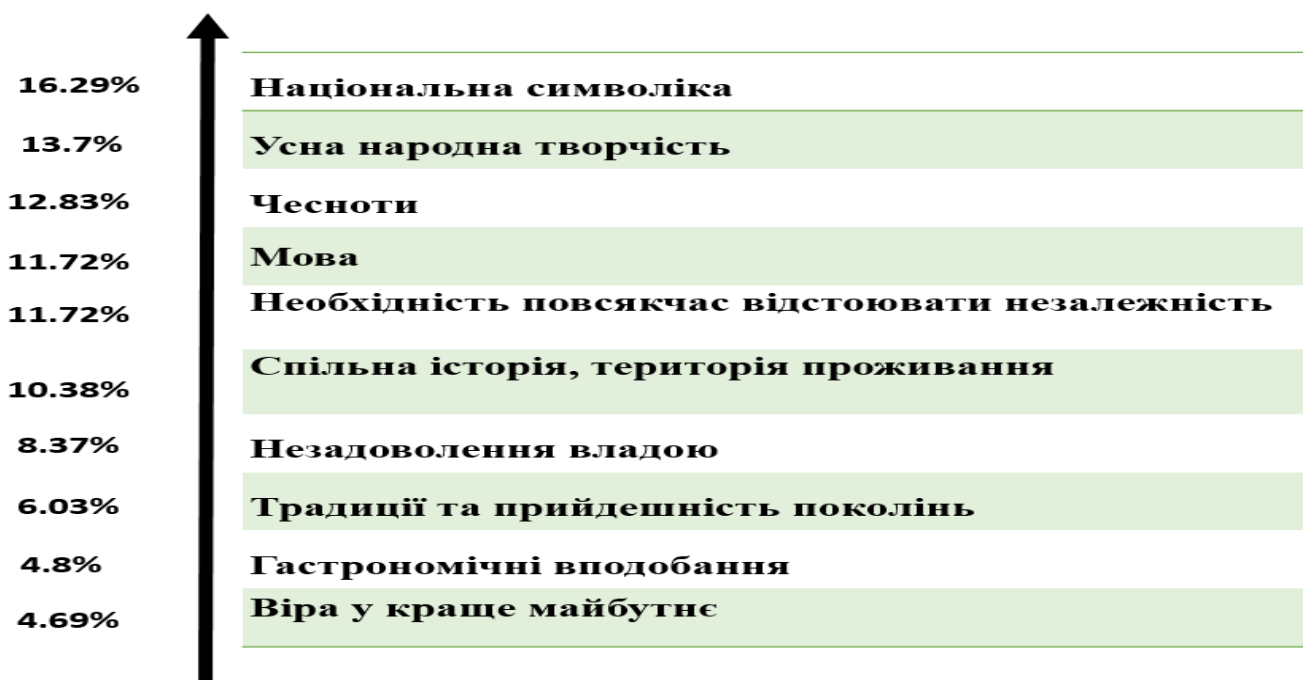 16.29% Національна символіка
13.7% Усна народна творчість
12.83% Чесноти
11.72% Мова
11.72% Необхідність повсякчас відстоювати незалежність
10.38% Спільна історія, територія проживання
8.37% Незадоволення владою
6.03% Традиції та прийдешність поколінь
4.8% Гастрономічні вподобання
4.69% Віра у краще майбутнє